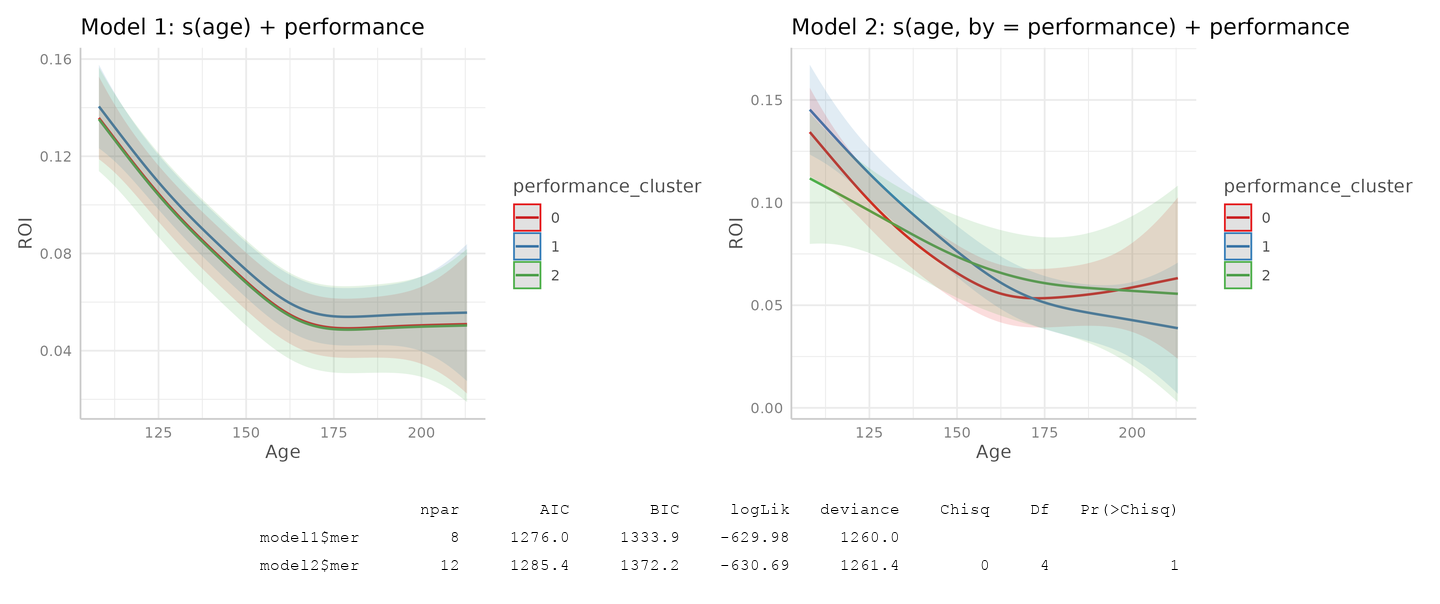 Model 1: s(age) + performance
0.16
0.12
0.08
0.04
ROI
125 150 175 200
Age
performance_cluster
0
1
2
Model 2: s(age, by = performance) + performance
0.15
0.10
0.05
0.00
ROI
125 150 175 200
Age
performance_cluster
0
1
2
npar AIC BIC logLik deviance Chisq Df Pr(>Chisq)
model1$mer 8 1276.0 1333.9 -629.98 1260.0
model2$mer 12 1285.4 1372.2 -630.69 1261.4 0 4 1